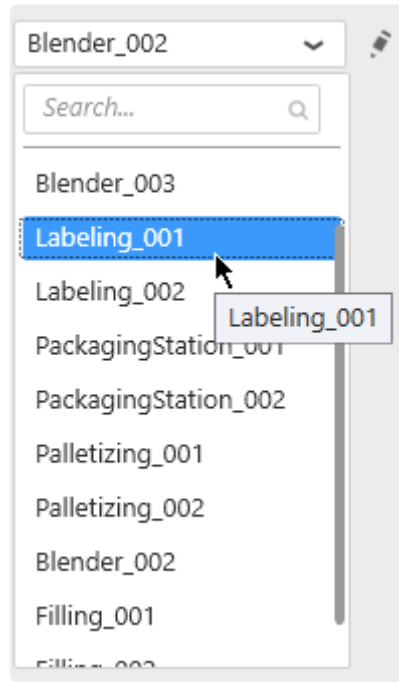 Blender_002
Search...
Blender_003
Labeling_001
Labeling_002
Labeling_001
PackagingStation_001
PackagingStation_002
Palletizing_001
Palletizing_002
Blender_002
Filling_001